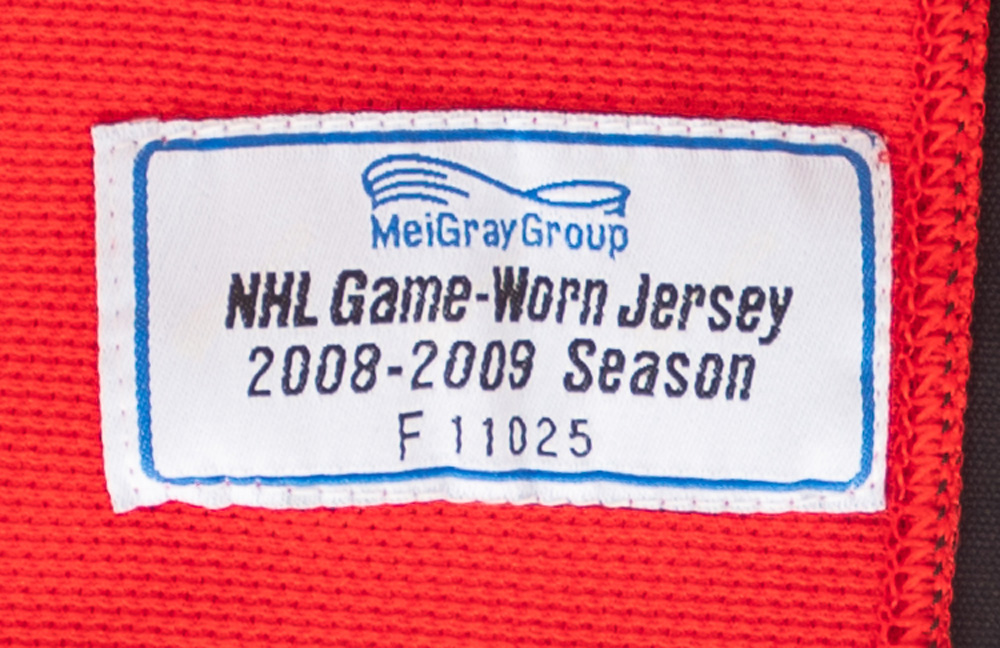 MeiGrayGroup
NHL Game-Worn Jersey
2008-2009 Season
F 11025